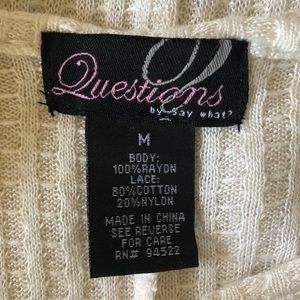 Questions
by say what?
M
BODY:
100%RAYON
LACE:
80%COTTON
20%NYLON
MADE IN CHINA
SEE REVERSE
FOR CARE
RN# 94522